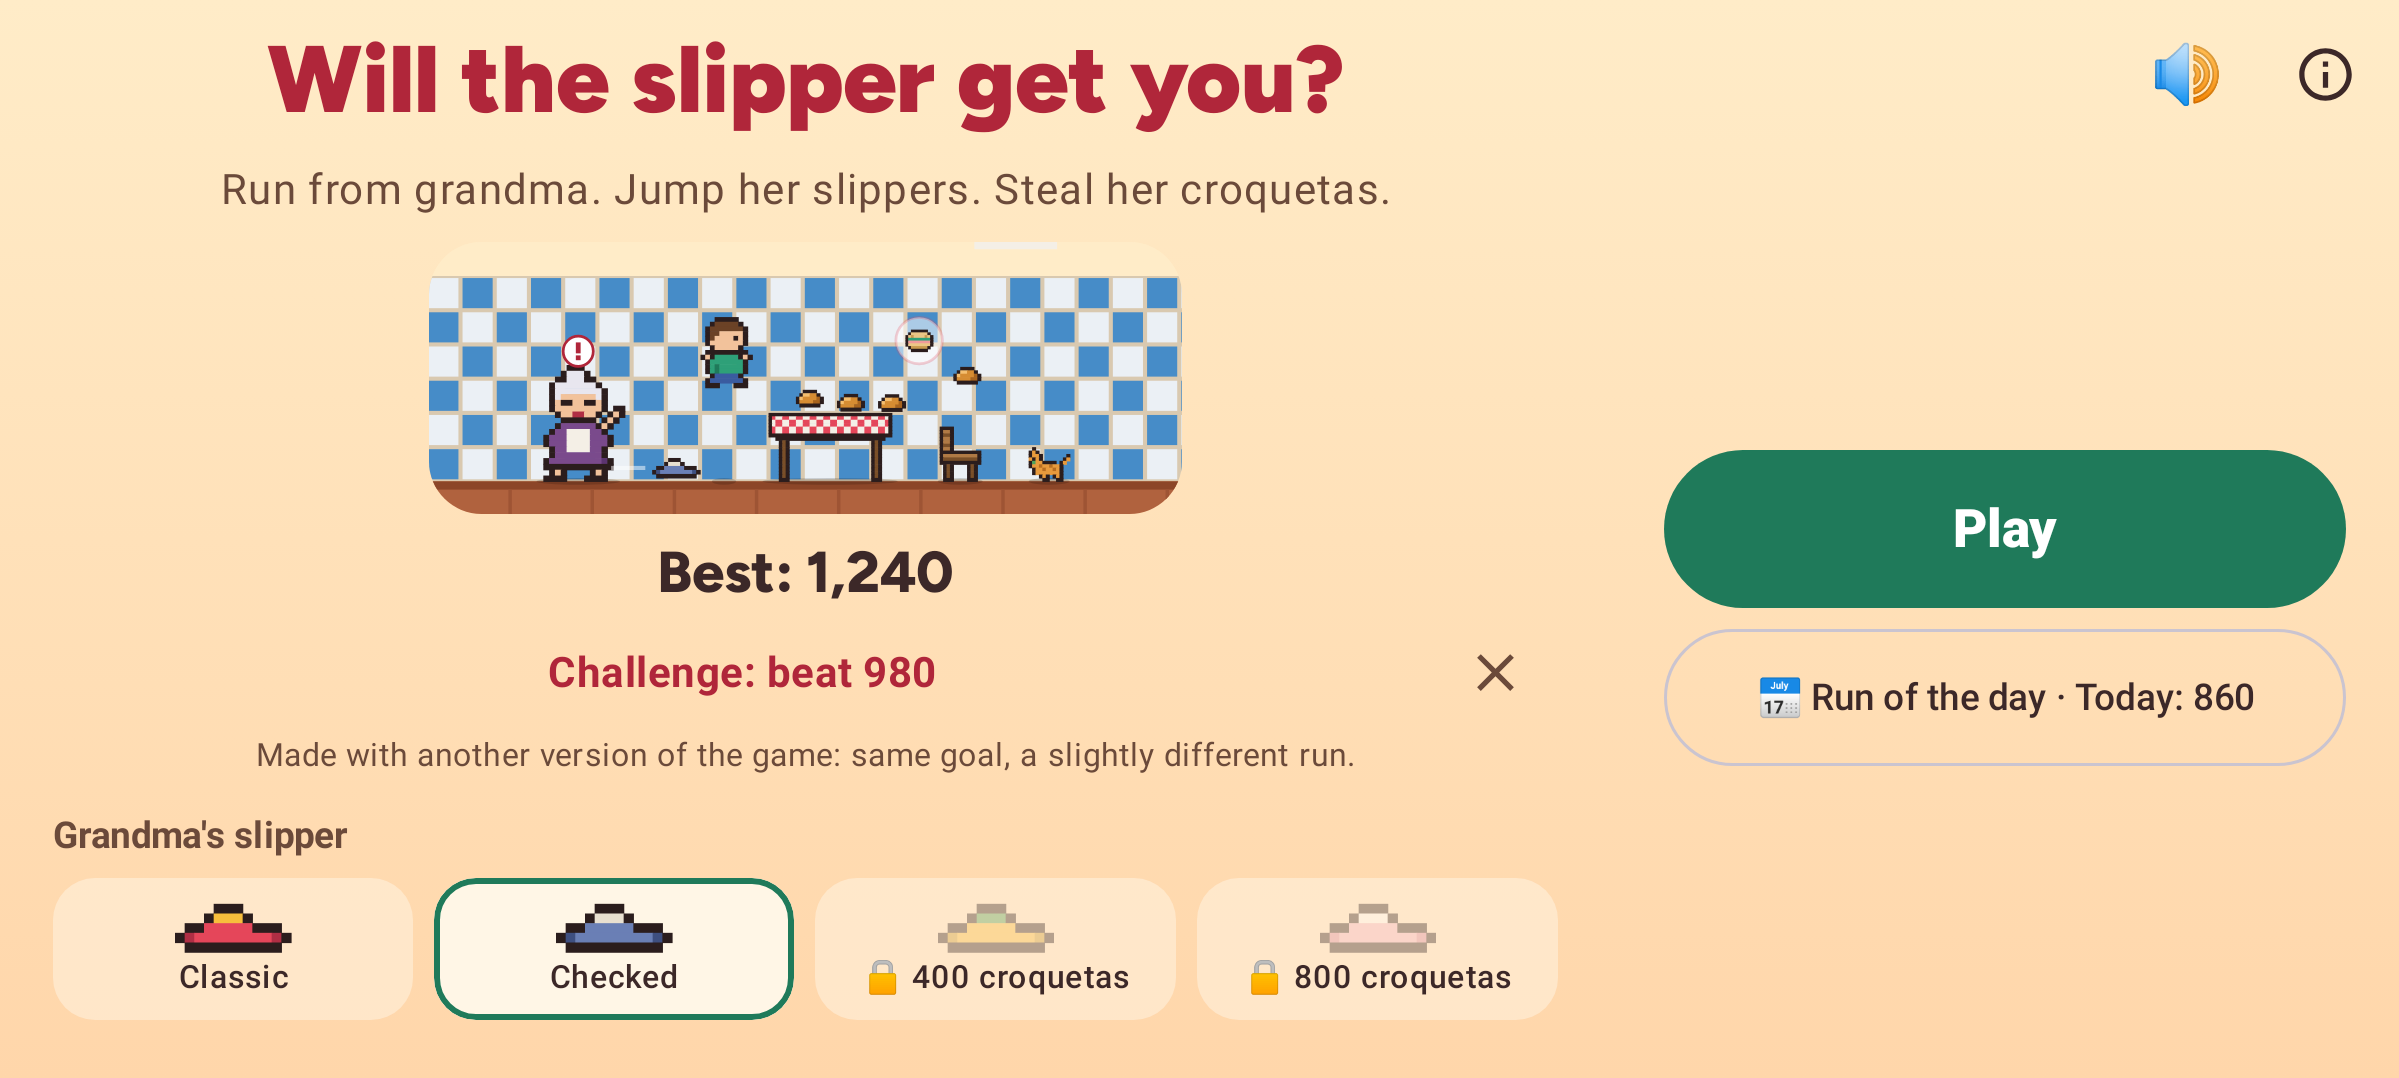 Will the slipper get you?
Run from grandma. Jump her slippers. Steal her croquetas.
!
Best: 1,240
Challenge: beat 980
Made with another version of the game: same goal, a slightly different run.
Play
July
17
Run of the day · Today: 860
Grandma's slipper
Classic
Checked
400 croquetas
800 croquetas